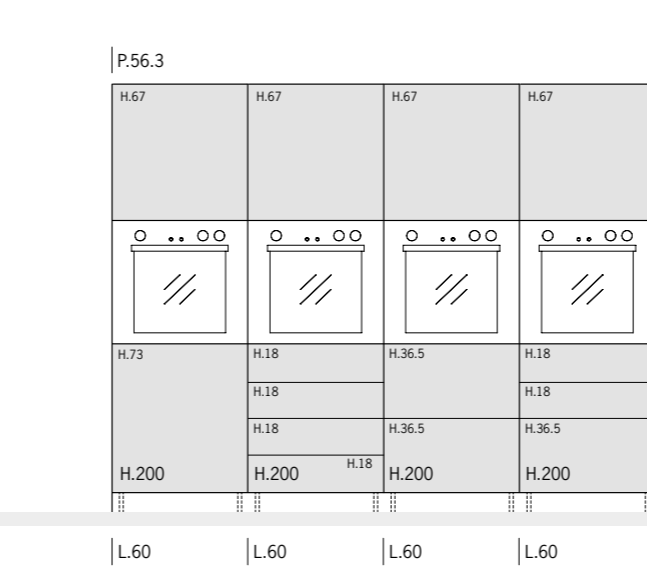 P.56.3
H.67 H.67 H.67 H.67
H.73 H.18 H.36.5 H.18
H.18 H.18
H.18 H.36.5 H.36.5
H.18
H.200 H.200 H.200 H.200
L.60 L.60 L.60 L.60